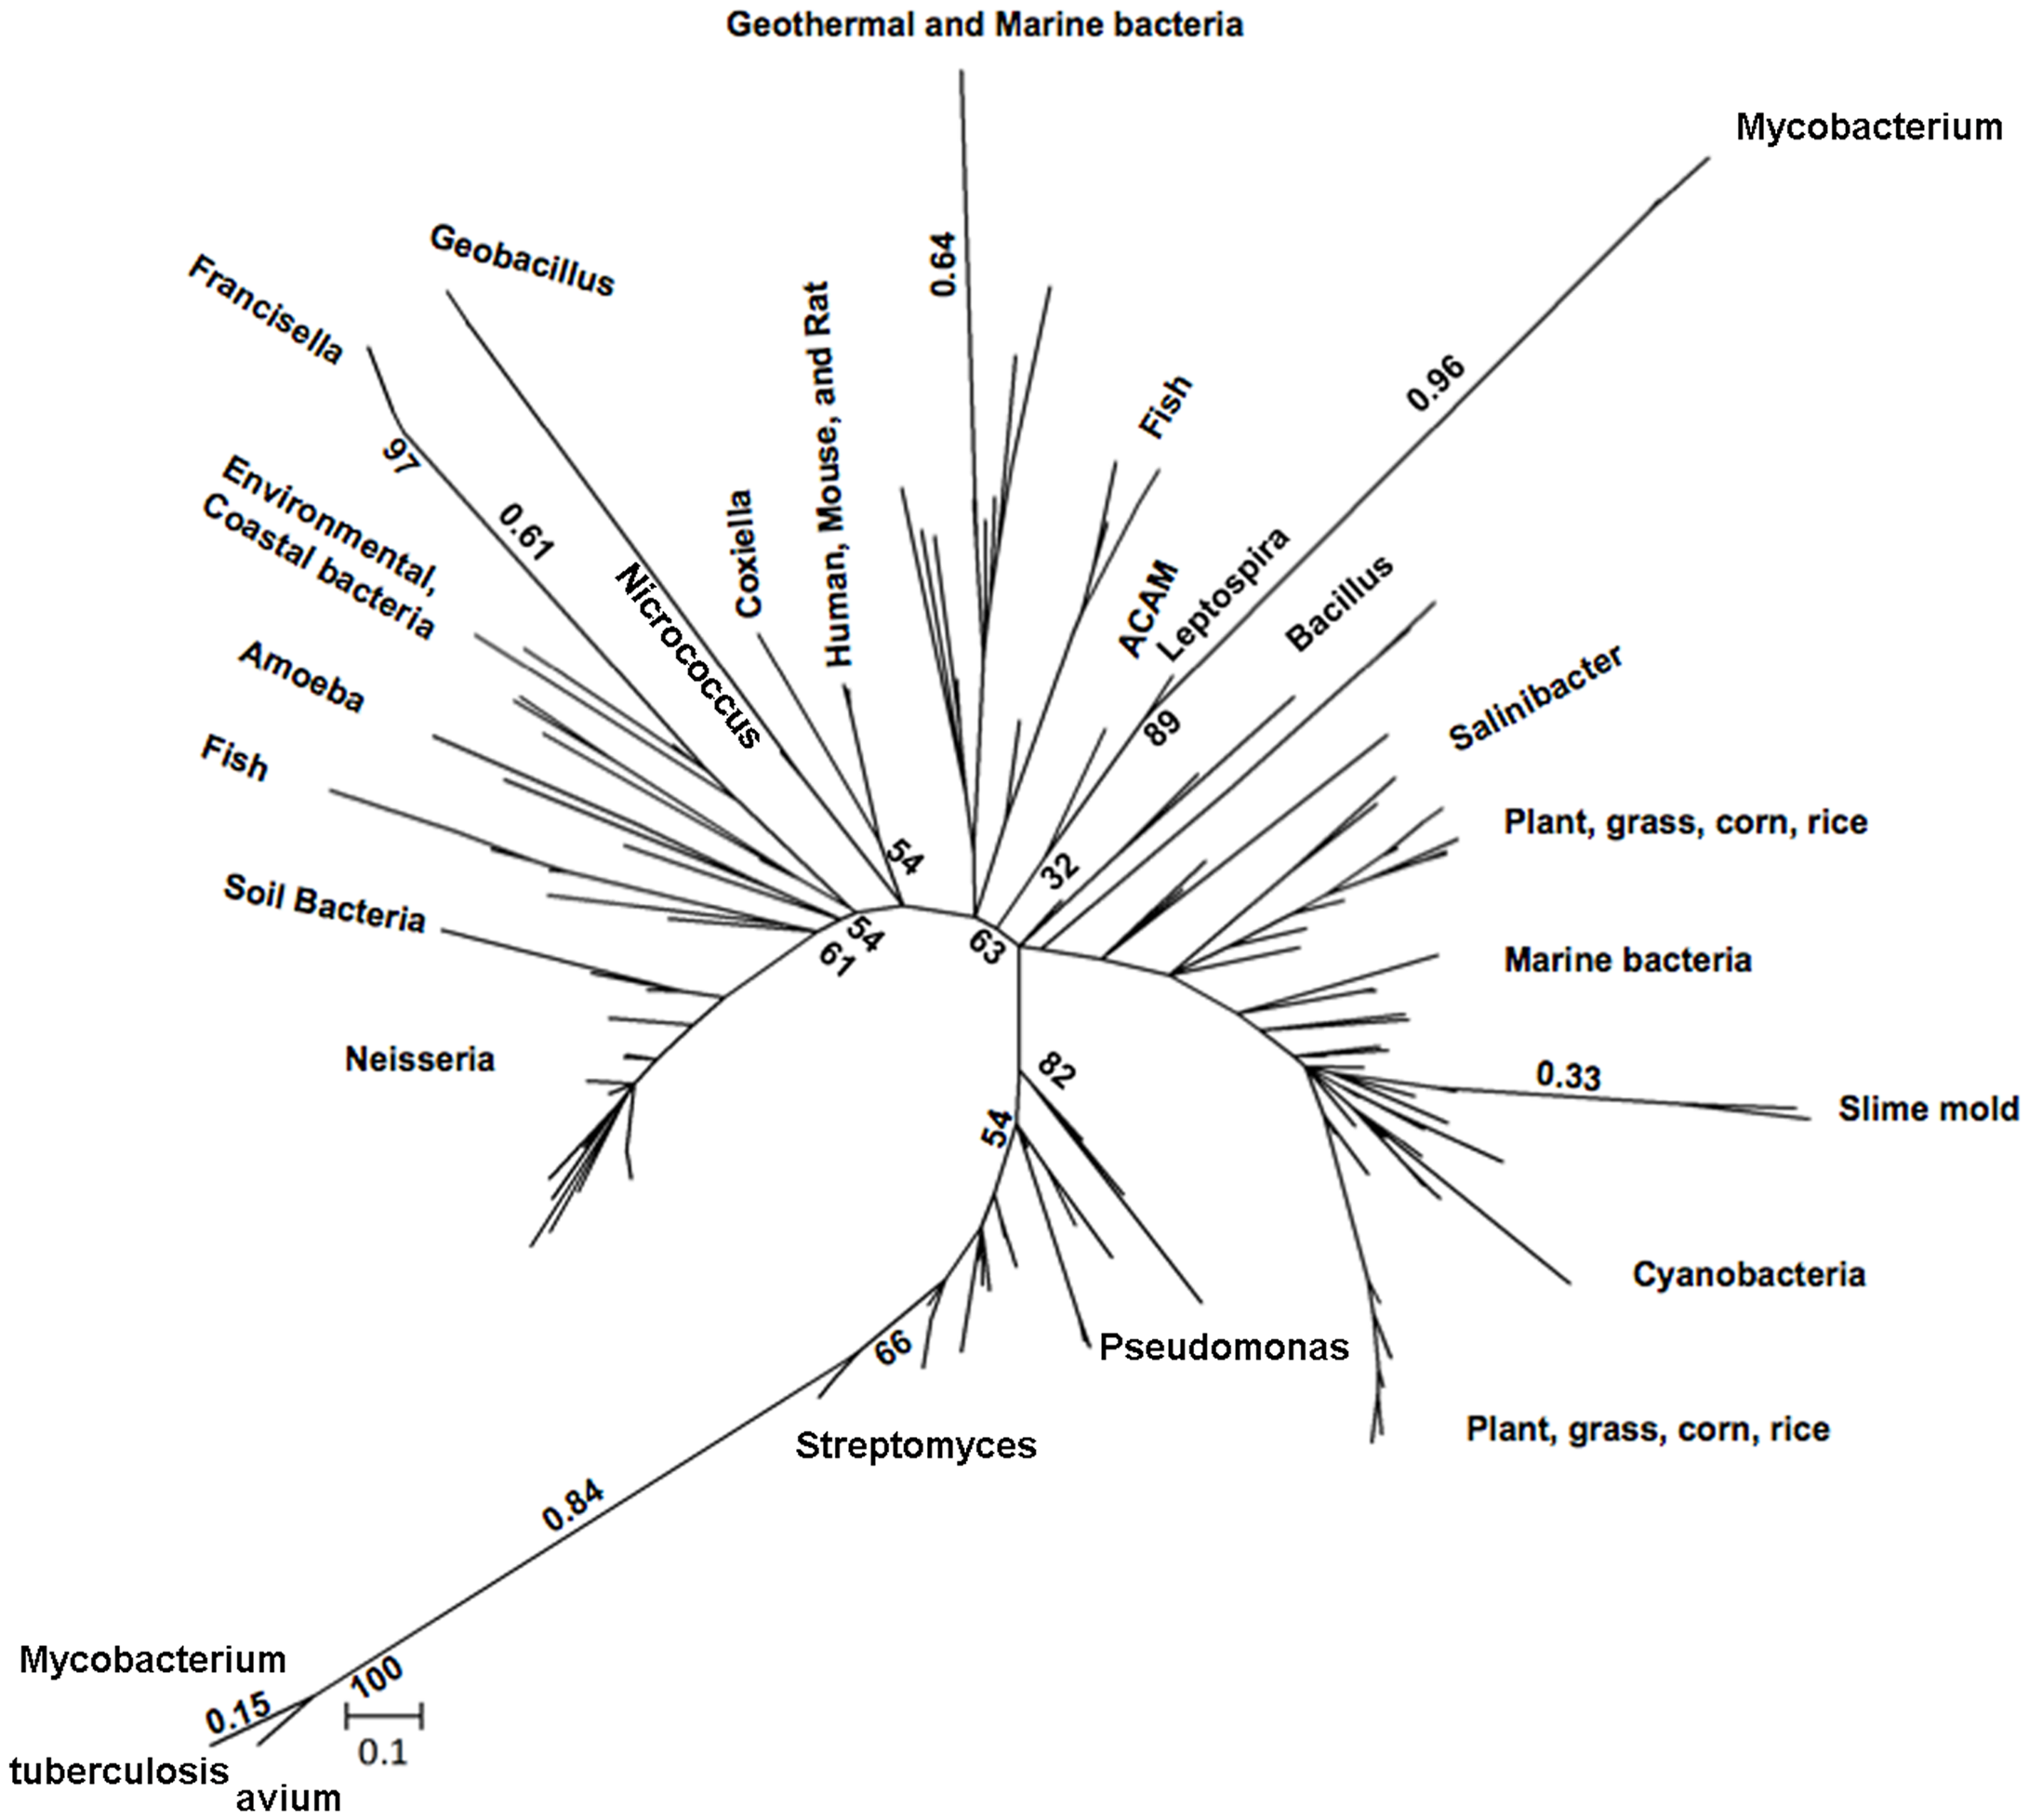 Geothermal and Marine bacteria
Mycobacterium
Geobacillus
Francisella
0.64
Human, Mouse, and Rat
Fish
0.96
97
0.61
Environmental,
Coastal bacteria
Nicrococcus
Coxiella
ACAM
Leptospira
Bacillus
Amoeba
Salinibacter
89
Fish
Plant, grass, corn, rice
54
32
Soil Bacteria
54
61
63
Marine bacteria
Neisseria
82
0.33
Slime mold
54
Cyanobacteria
66
Pseudomonas
Streptomyces
Plant, grass, corn, rice
0.84
Mycobacterium
100
0.15
0.1
tuberculosis
avium